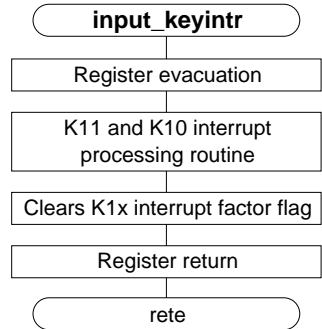 input_keyintr
Register evacuation
K11 and K10 interrupt
processing routine
Clears K1x interrupt factor flag
Register return
rete